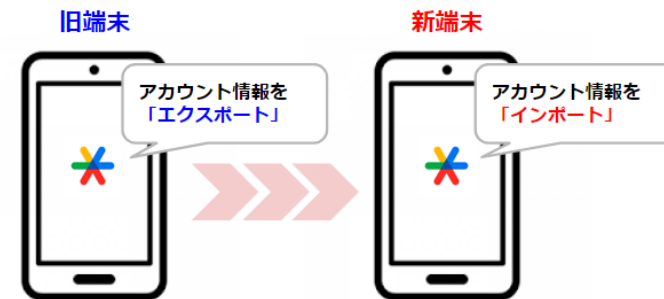 旧端末
新端末
アカウント情報を
「エクスポート」
アカウント情報を
「インポート」